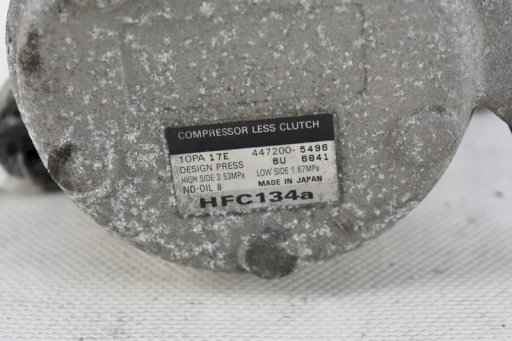 COMPRESSOR LESS CLUTCH
10PA 17E 447200-5496
DESIGN PRESS 6U 6841
HIGH SIDE 3.53MPa LOW SIDE 1.67MPa
ND-OIL 8 MADE IN JAPAN
HFC134a